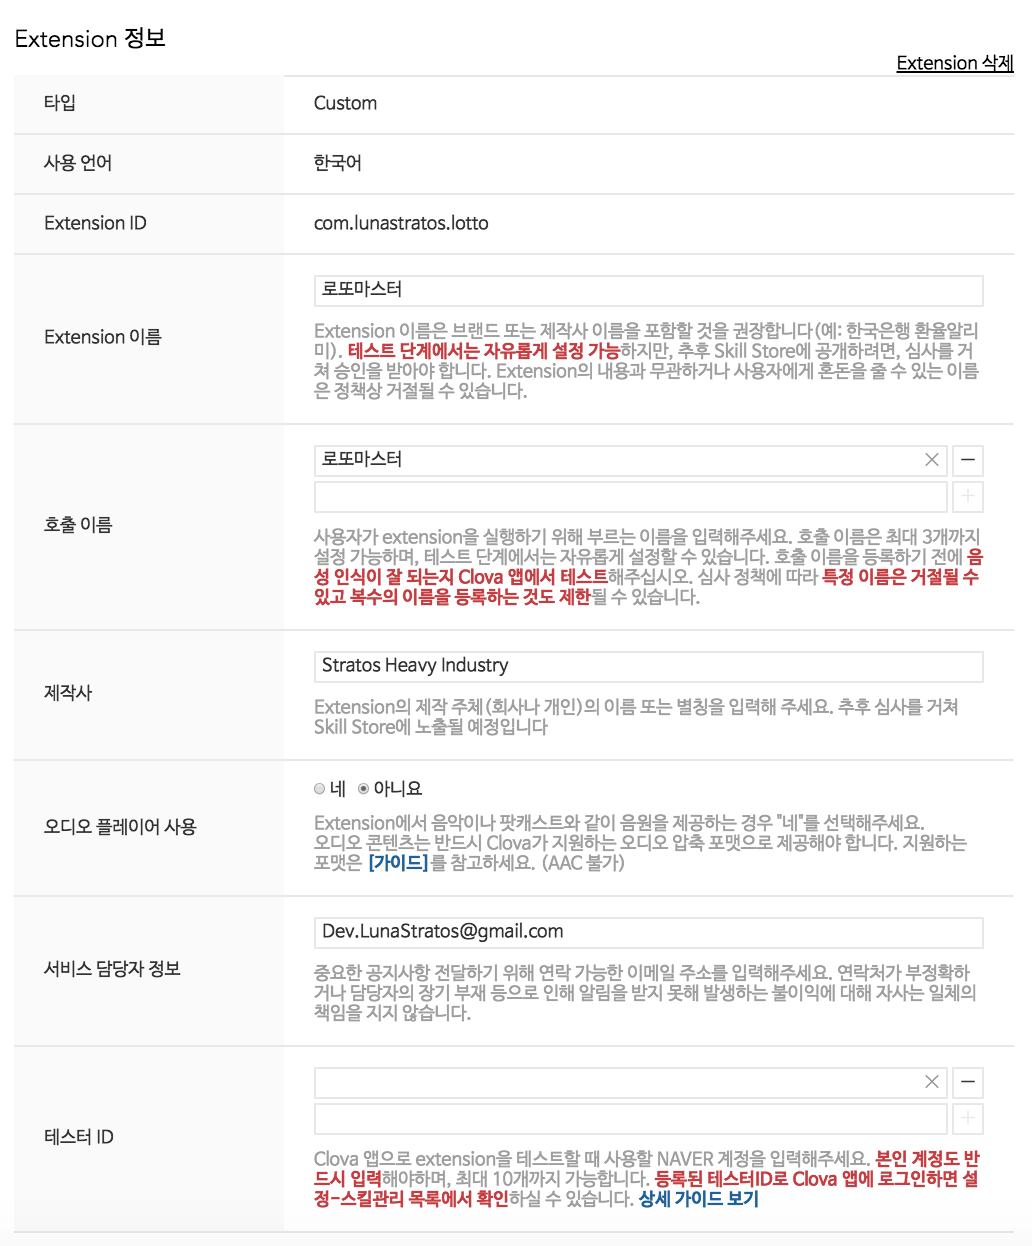 Extension 정보
Extension 삭제
타입
Custom
사용 언어
한국어
Extension ID
com.lunastratos.lotto
Extension 이름
로또마스터
Extension 이름은 브랜드 또는 제작사 이름을 포함할 것을 권장합니다(예: 한국은행 환율알리
미). 테스트 단계에서는 자유롭게 설정 가능하지만, 추후 Skill Store에 공개하려면, 심사를 거
쳐 승인을 받아야 합니다. Extension의 내용과 무관하거나 사용자에게 혼돈을 줄 수 있는 이름
은 정책상 거절될 수 있습니다.
호출 이름
로또마스터
사용자가 extension을 실행하기 위해 부르는 이름을 입력해주세요. 호출 이름은 최대 3개까지
설정 가능하며, 테스트 단계에서는 자유롭게 설정할 수 있습니다. 호출 이름을 등록하기 전에 음
성 인식이 잘 되는지 Clova 앱에서 테스트해주십시오. 심사 정책에 따라 특정 이름은 거절될 수
있고 복수의 이름을 등록하는 것도 제한될 수 있습니다.
제작사
Stratos Heavy Industry
Extension의 제작 주체(회사나 개인)의 이름 또는 별칭을 입력해 주세요. 추후 심사를 거쳐
Skill Store에 노출될 예정입니다
오디오 플레이어 사용
네 아니요
Extension에서 음악이나 팟캐스트와 같이 음원을 제공하는 경우 "네"를 선택해주세요.
오디오 콘텐츠는 반드시 Clova가 지원하는 오디오 압축 포맷으로 제공해야 합니다. 지원하는
포맷은 [가이드]를 참고하세요. (AAC 불가)
서비스 담당자 정보
Dev.LunaStratos@gmail.com
중요한 공지사항 전달하기 위해 연락 가능한 이메일 주소를 입력해주세요. 연락처가 부정확하
거나 담당자의 장기 부재 등으로 인해 알림을 받지 못해 발생하는 불이익에 대해 자사는 일체의
책임을 지지 않습니다.
테스터 ID
Clova 앱으로 extension을 테스트할 때 사용할 NAVER 계정을 입력해주세요. 본인 계정도 반
드시 입력해야하며, 최대 10개까지 가능합니다. 등록된 테스터ID로 Clova 앱에 로그인하면 설
정-스킬관리 목록에서 확인하실 수 있습니다. 상세 가이드 보기